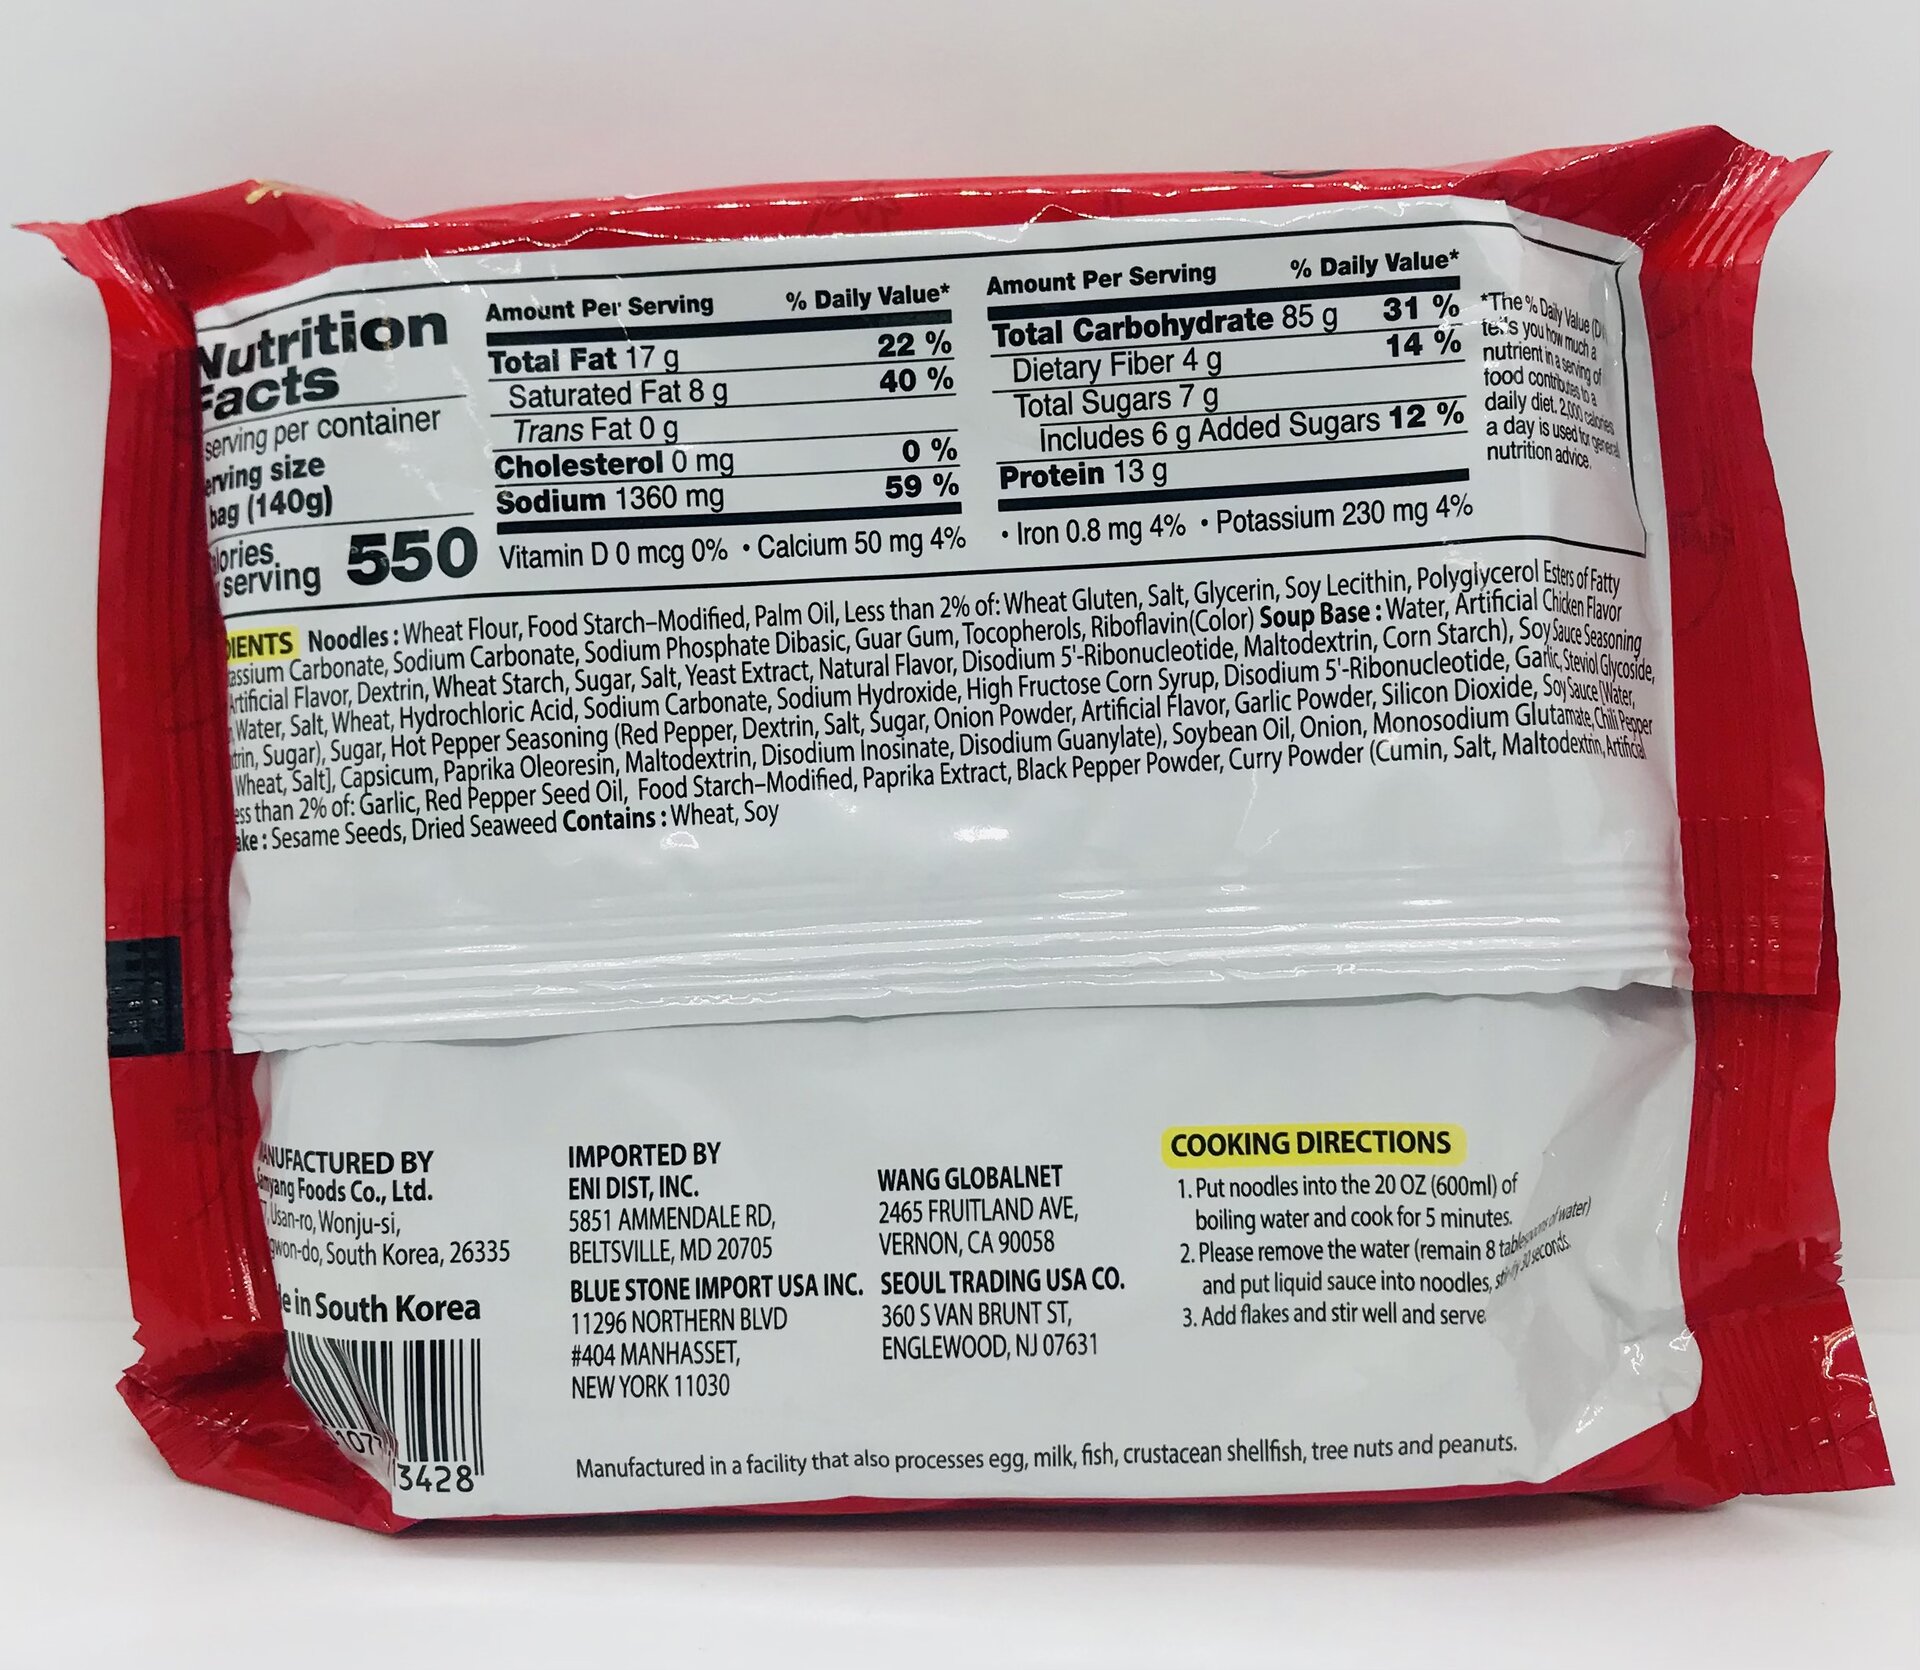 Nutrition
Facts
serving per container
serving size
bag (140g)
serving 550
Amount Per Serving % Daily Value*
Total Fat 17 g 22 %
Saturated Fat 8 g 40 %
Trans Fat 0 g
Cholesterol 0 mg 0 %
Sodium 1360 mg 59 %
Vitamin D 0 mcg 0% • Calcium 50 mg 4%
Amount Per Serving % Daily Value*
Total Carbohydrate 85 g 31 %
Dietary Fiber 4 g 14 %
Total Sugars 7 g
Includes 6 g Added Sugars 12 %
Protein 13 g
• Iron 0.8 mg 4% • Potassium 230 mg 4%
*The % Daily Value
tells you how much a
nutrient in a serving of
food contributes to a
daily diet. 2,000 calories
a day is used for general
nutrition advice.
Noodles : Wheat Flour, Food Starch-Modified, Palm Oil, Less than 2% of: Wheat Gluten, Salt, Glycerin, Soy Lecithin, Polyglycerol Esters of Fatty
Carbonate, Sodium Carbonate, Sodium Phosphate Dibasic, Guar Gum, Tocopherols, Riboflavin(Color) Soup Base : Water, Artificial Chicken Flavor
Artificial Flavor, Dextrin, Wheat Starch, Sugar, Salt, Yeast Extract, Natural Flavor, Disodium 5'-Ribonucleotide, Maltodextrin, Corn Starch), Soy Sauce Seasoning
Water, Salt, Wheat, Hydrochloric Acid, Sodium Carbonate, Sodium Hydroxide, High Fructose Corn Syrup, Disodium 5'-Ribonucleotide, Garlic, Steviol Glycoside,
Sugar), Sugar, Hot Pepper Seasoning (Red Pepper, Dextrin, Salt, Sugar, Onion Powder, Artificial Flavor, Garlic Powder, Silicon Dioxide, Soy Sauce [Water,
Wheat, Salt], Capsicum, Paprika Oleoresin, Maltodextrin, Disodium Inosinate, Disodium Guanylate), Soybean Oil, Onion, Monosodium Glutamate, Chili Pepper
than 2% of: Garlic, Red Pepper Seed Oil, Food Starch-Modified, Paprika Extract, Black Pepper Powder, Curry Powder (Cumin, Salt, Maltodextrin, Artificial
: Sesame Seeds, Dried Seaweed Contains : Wheat, Soy
MANUFACTURED BY
Samyang Foods Co., Ltd.
Usan-ro, Wonju-si,
South Korea, 26335
in South Korea
3428
IMPORTED BY
ENI DIST, INC.
5851 AMMENDALE RD,
BELTSVILLE, MD 20705
BLUE STONE IMPORT USA INC.
11296 NORTHERN BLVD
#404 MANHASSET,
NEW YORK 11030
WANG GLOBALNET
2465 FRUITLAND AVE,
VERNON, CA 90058
SEOUL TRADING USA CO.
360 S VAN BRUNT ST,
ENGLEWOOD, NJ 07631
COOKING DIRECTIONS
1. Put noodles into the 20 OZ (600ml) of
boiling water and cook for 5 minutes.
2. Please remove the water (remain 8 tablespoons of water)
and put liquid sauce into noodles, stir-fry 30 seconds.
3. Add flakes and stir well and serve
Manufactured in a facility that also processes egg, milk, fish, crustacean shellfish, tree nuts and peanuts.